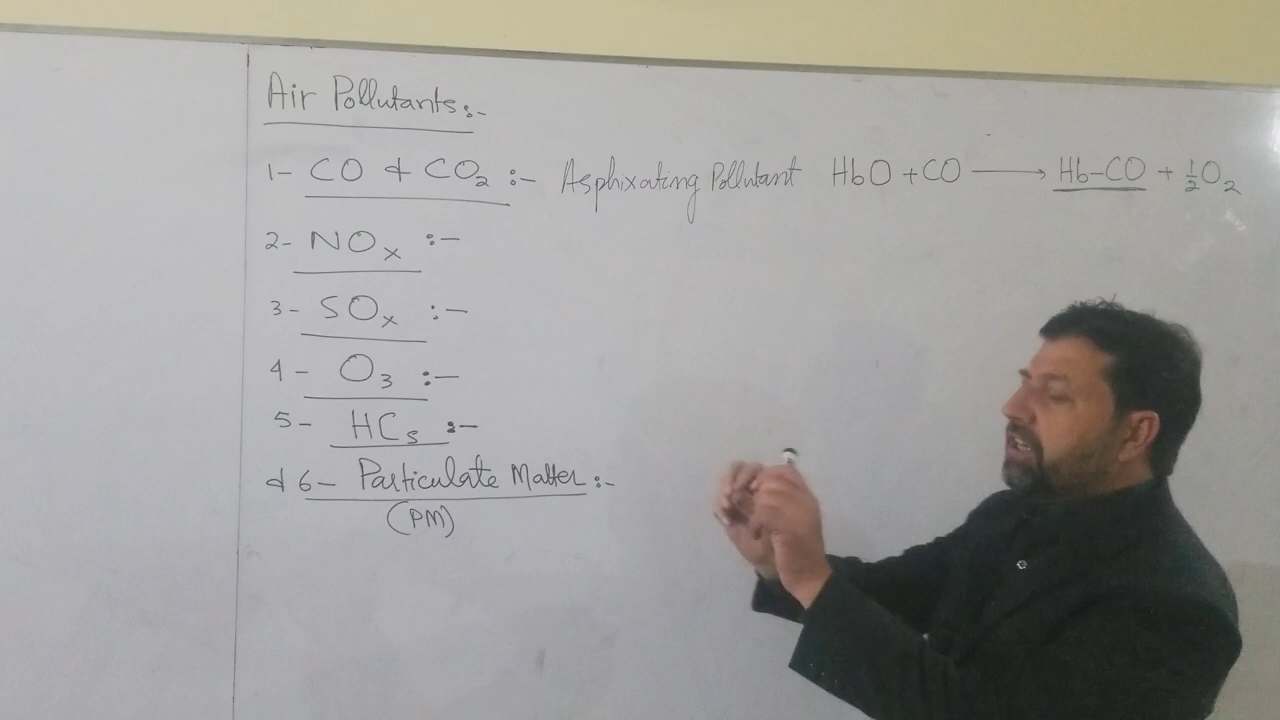 Air Pollutants:-
1- CO & CO₂ :- Asphixating Pollutant HbO + CO ⟶ Hb-CO + ½O₂
2- NOₓ :-
3- SOₓ :-
4- O₃ :-
5- HCs :-
& 6- Particulate Matter :-
(PM)